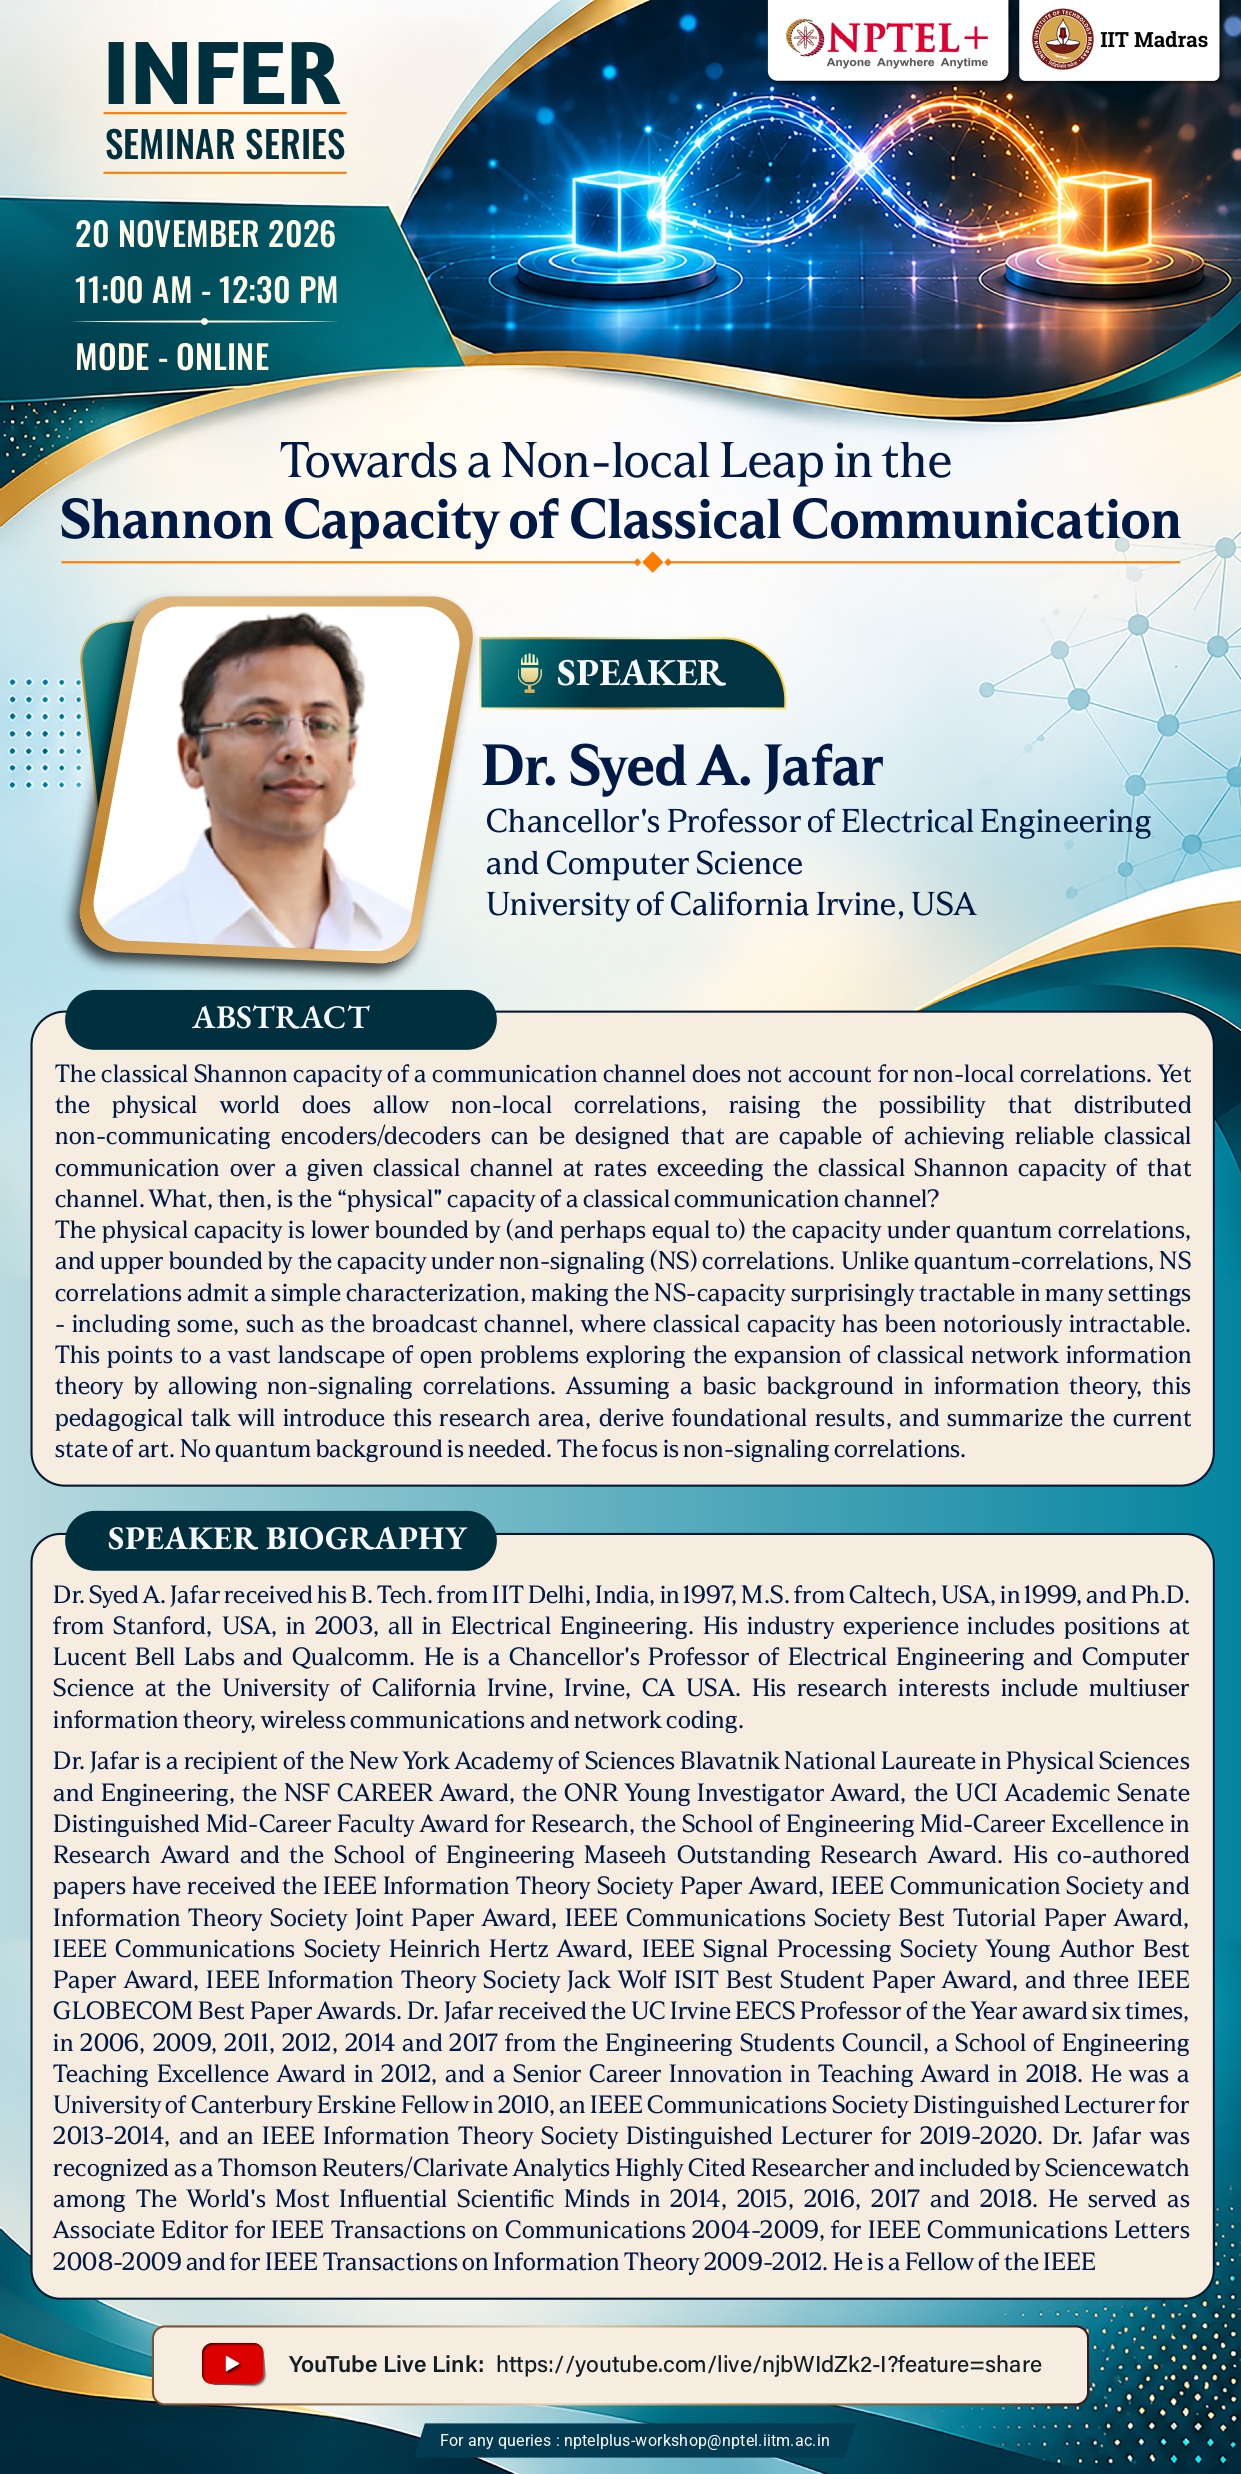 INFER
SEMINAR SERIES
NPTEL+
Anyone Anywhere Anytime
IIT Madras
20 NOVEMBER 2026
11:00 AM - 12:30 PM
MODE - ONLINE
Towards a Non-local Leap in the
Shannon Capacity of Classical Communication
SPEAKER
Dr. Syed A. Jafar
Chancellor's Professor of Electrical Engineering
and Computer Science
University of California Irvine, USA
ABSTRACT
The classical Shannon capacity of a communication channel does not account for non-local correlations. Yet
the physical world does allow non-local correlations, raising the possibility that distributed
non-communicating encoders/decoders can be designed that are capable of achieving reliable classical
communication over a given classical channel at rates exceeding the classical Shannon capacity of that
channel. What, then, is the “physical" capacity of a classical communication channel?
The physical capacity is lower bounded by (and perhaps equal to) the capacity under quantum correlations,
and upper bounded by the capacity under non-signaling (NS) correlations. Unlike quantum-correlations, NS
correlations admit a simple characterization, making the NS-capacity surprisingly tractable in many settings
- including some, such as the broadcast channel, where classical capacity has been notoriously intractable.
This points to a vast landscape of open problems exploring the expansion of classical network information
theory by allowing non-signaling correlations. Assuming a basic background in information theory, this
pedagogical talk will introduce this research area, derive foundational results, and summarize the current
state of art. No quantum background is needed. The focus is non-signaling correlations.
SPEAKER BIOGRAPHY
Dr. Syed A. Jafar received his B. Tech. from IIT Delhi, India, in 1997, M.S. from Caltech, USA, in 1999, and Ph.D.
from Stanford, USA, in 2003, all in Electrical Engineering. His industry experience includes positions at
Lucent Bell Labs and Qualcomm. He is a Chancellor's Professor of Electrical Engineering and Computer
Science at the University of California Irvine, Irvine, CA USA. His research interests include multiuser
information theory, wireless communications and network coding.
Dr. Jafar is a recipient of the New York Academy of Sciences Blavatnik National Laureate in Physical Sciences
and Engineering, the NSF CAREER Award, the ONR Young Investigator Award, the UCI Academic Senate
Distinguished Mid-Career Faculty Award for Research, the School of Engineering Mid-Career Excellence in
Research Award and the School of Engineering Maseeh Outstanding Research Award. His co-authored
papers have received the IEEE Information Theory Society Paper Award, IEEE Communication Society and
Information Theory Society Joint Paper Award, IEEE Communications Society Best Tutorial Paper Award,
IEEE Communications Society Heinrich Hertz Award, IEEE Signal Processing Society Young Author Best
Paper Award, IEEE Information Theory Society Jack Wolf ISIT Best Student Paper Award, and three IEEE
GLOBECOM Best Paper Awards. Dr. Jafar received the UC Irvine EECS Professor of the Year award six times,
in 2006, 2009, 2011, 2012, 2014 and 2017 from the Engineering Students Council, a School of Engineering
Teaching Excellence Award in 2012, and a Senior Career Innovation in Teaching Award in 2018. He was a
University of Canterbury Erskine Fellow in 2010, an IEEE Communications Society Distinguished Lecturer for
2013-2014, and an IEEE Information Theory Society Distinguished Lecturer for 2019-2020. Dr. Jafar was
recognized as a Thomson Reuters/Clarivate Analytics Highly Cited Researcher and included by Sciencewatch
among The World's Most Influential Scientific Minds in 2014, 2015, 2016, 2017 and 2018. He served as
Associate Editor for IEEE Transactions on Communications 2004-2009, for IEEE Communications Letters
2008-2009 and for IEEE Transactions on Information Theory 2009-2012. He is a Fellow of the IEEE
YouTube Live Link: https://youtube.com/live/njbWIdZk2-I?feature=share
For any queries : nptelplus-workshop@nptel.iitm.ac.in